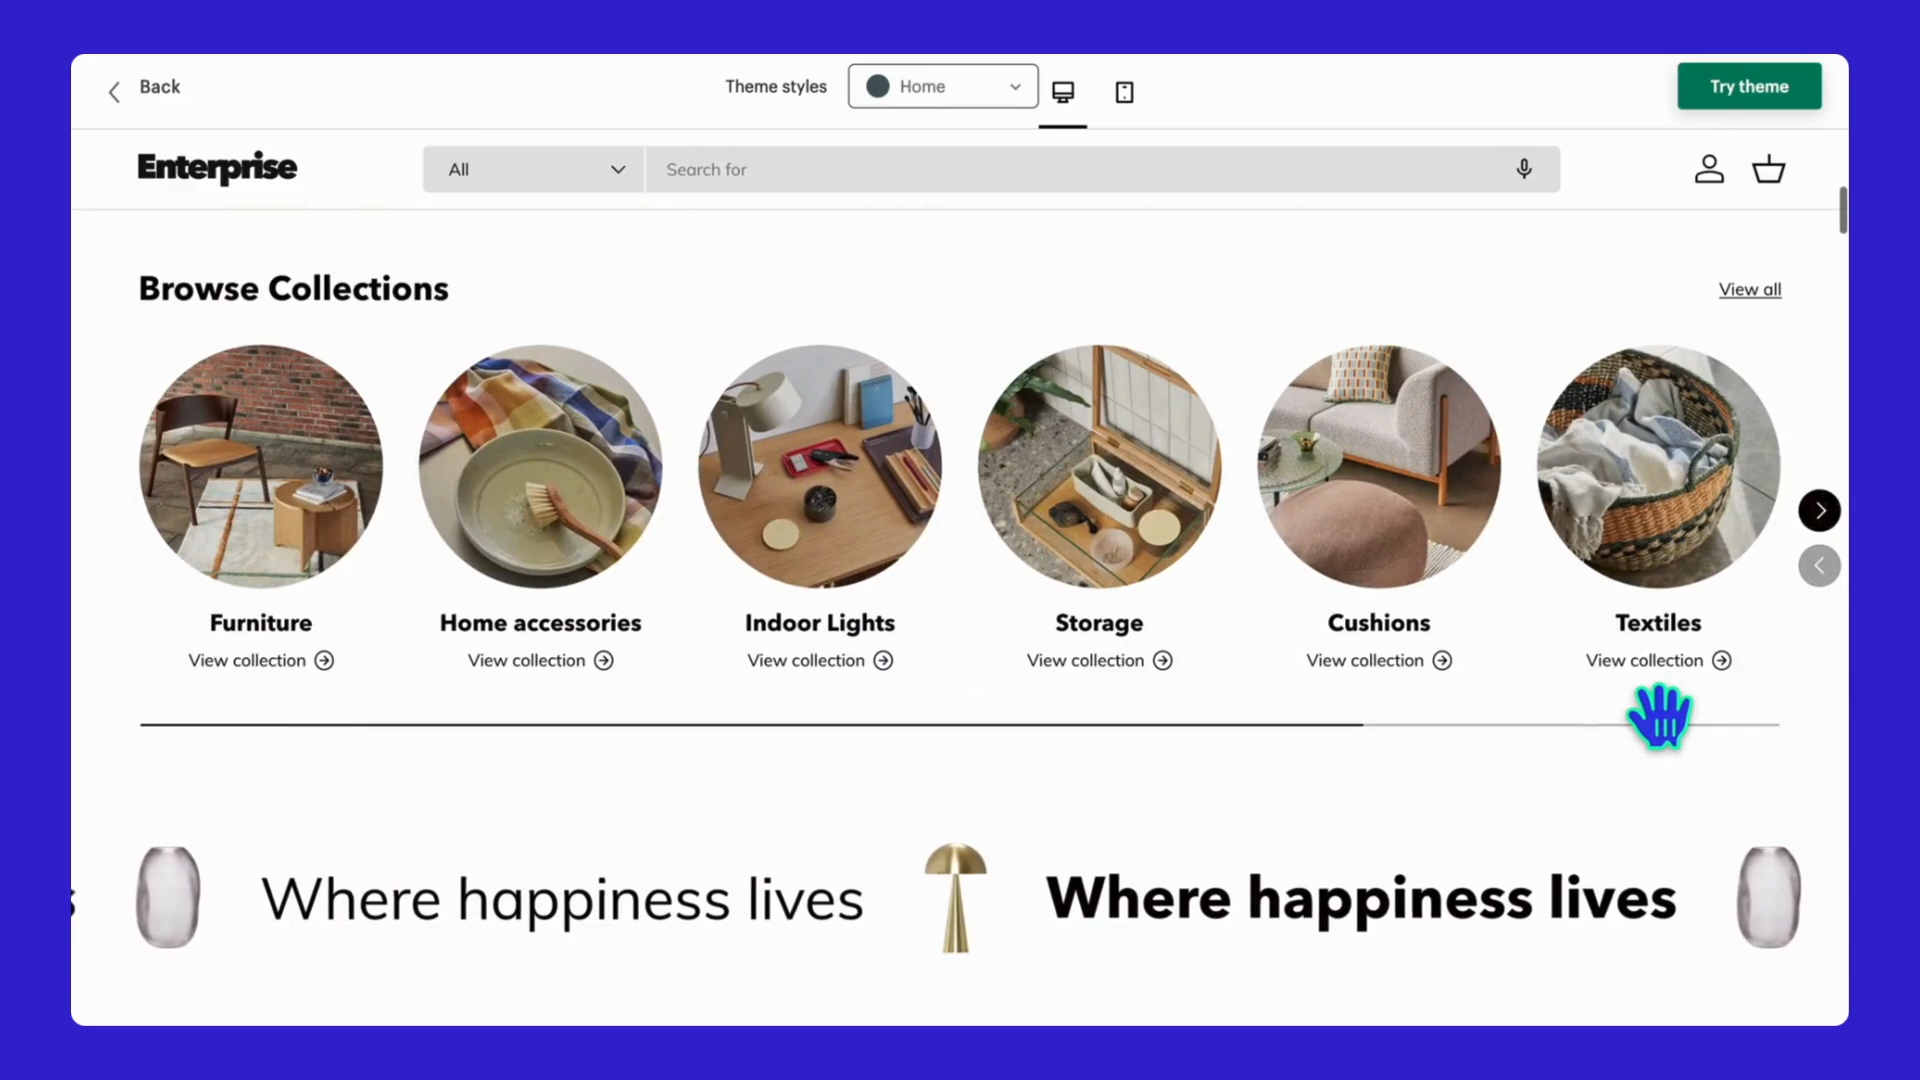 Back
Theme styles
Home
Try theme
Enterprise
All
Search for
Browse Collections
View all
Furniture
Home accessories
Indoor Lights
Storage
Cushions
Textiles
View collection
View collection
View collection
View collection
View collection
View collection
s
Where happiness lives
Where happiness lives